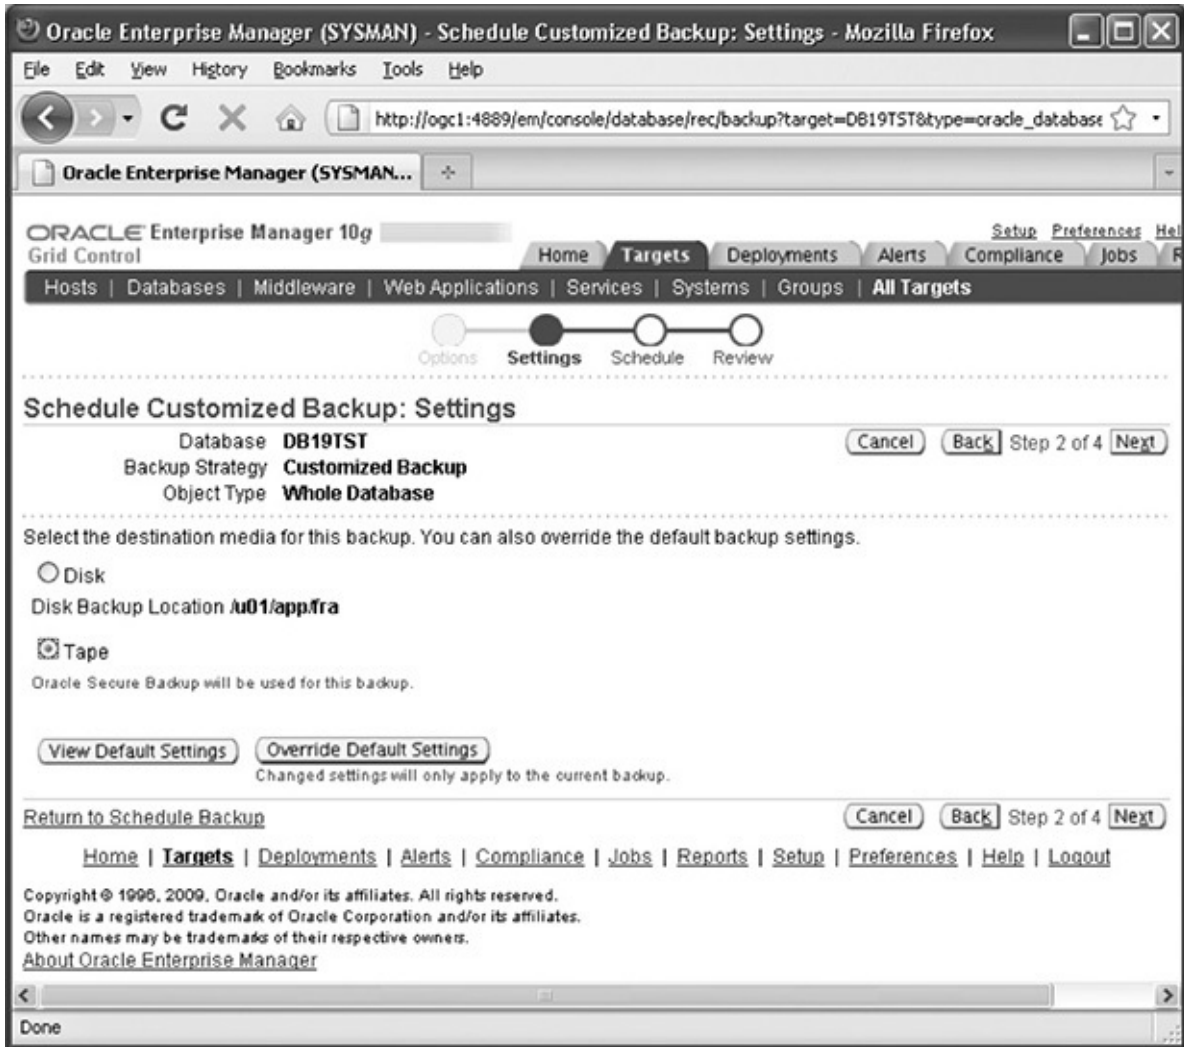 Oracle Enterprise Manager (SYSMAN) - Schedule Customized Backup: Settings - Mozilla Firefox
File Edit View History Bookmarks Tools Help
http://ogc1:4889/em/console/database/rec/backup?target=DB19TST&type=oracle_database
Oracle Enterprise Manager (SYSMAN...
ORACLE Enterprise Manager 10g
Grid Control
Setup Preferences Hel
Home Targets Deployments Alerts Compliance Jobs R
Hosts | Databases | Middleware | Web Applications | Services | Systems | Groups | All Targets
Options Settings Schedule Review
Schedule Customized Backup: Settings
Database DB19TST
Cancel Back Step 2 of 4 Next
Backup Strategy Customized Backup
Object Type Whole Database
Select the destination media for this backup. You can also override the default backup settings.
Disk
Disk Backup Location /u01/app/fra
Tape
Oracle Secure Backup will be used for this backup.
View Default Settings Override Default Settings
Changed settings will only apply to the current backup.
Return to Schedule Backup
Cancel Back Step 2 of 4 Next
Home | Targets | Deployments | Alerts | Compliance | Jobs | Reports | Setup | Preferences | Help | Logout
Copyright © 1996, 2009, Oracle and/or its affiliates. All rights reserved.
Oracle is a registered trademark of Oracle Corporation and/or its affiliates.
Other names may be trademarks of their respective owners.
About Oracle Enterprise Manager
Done